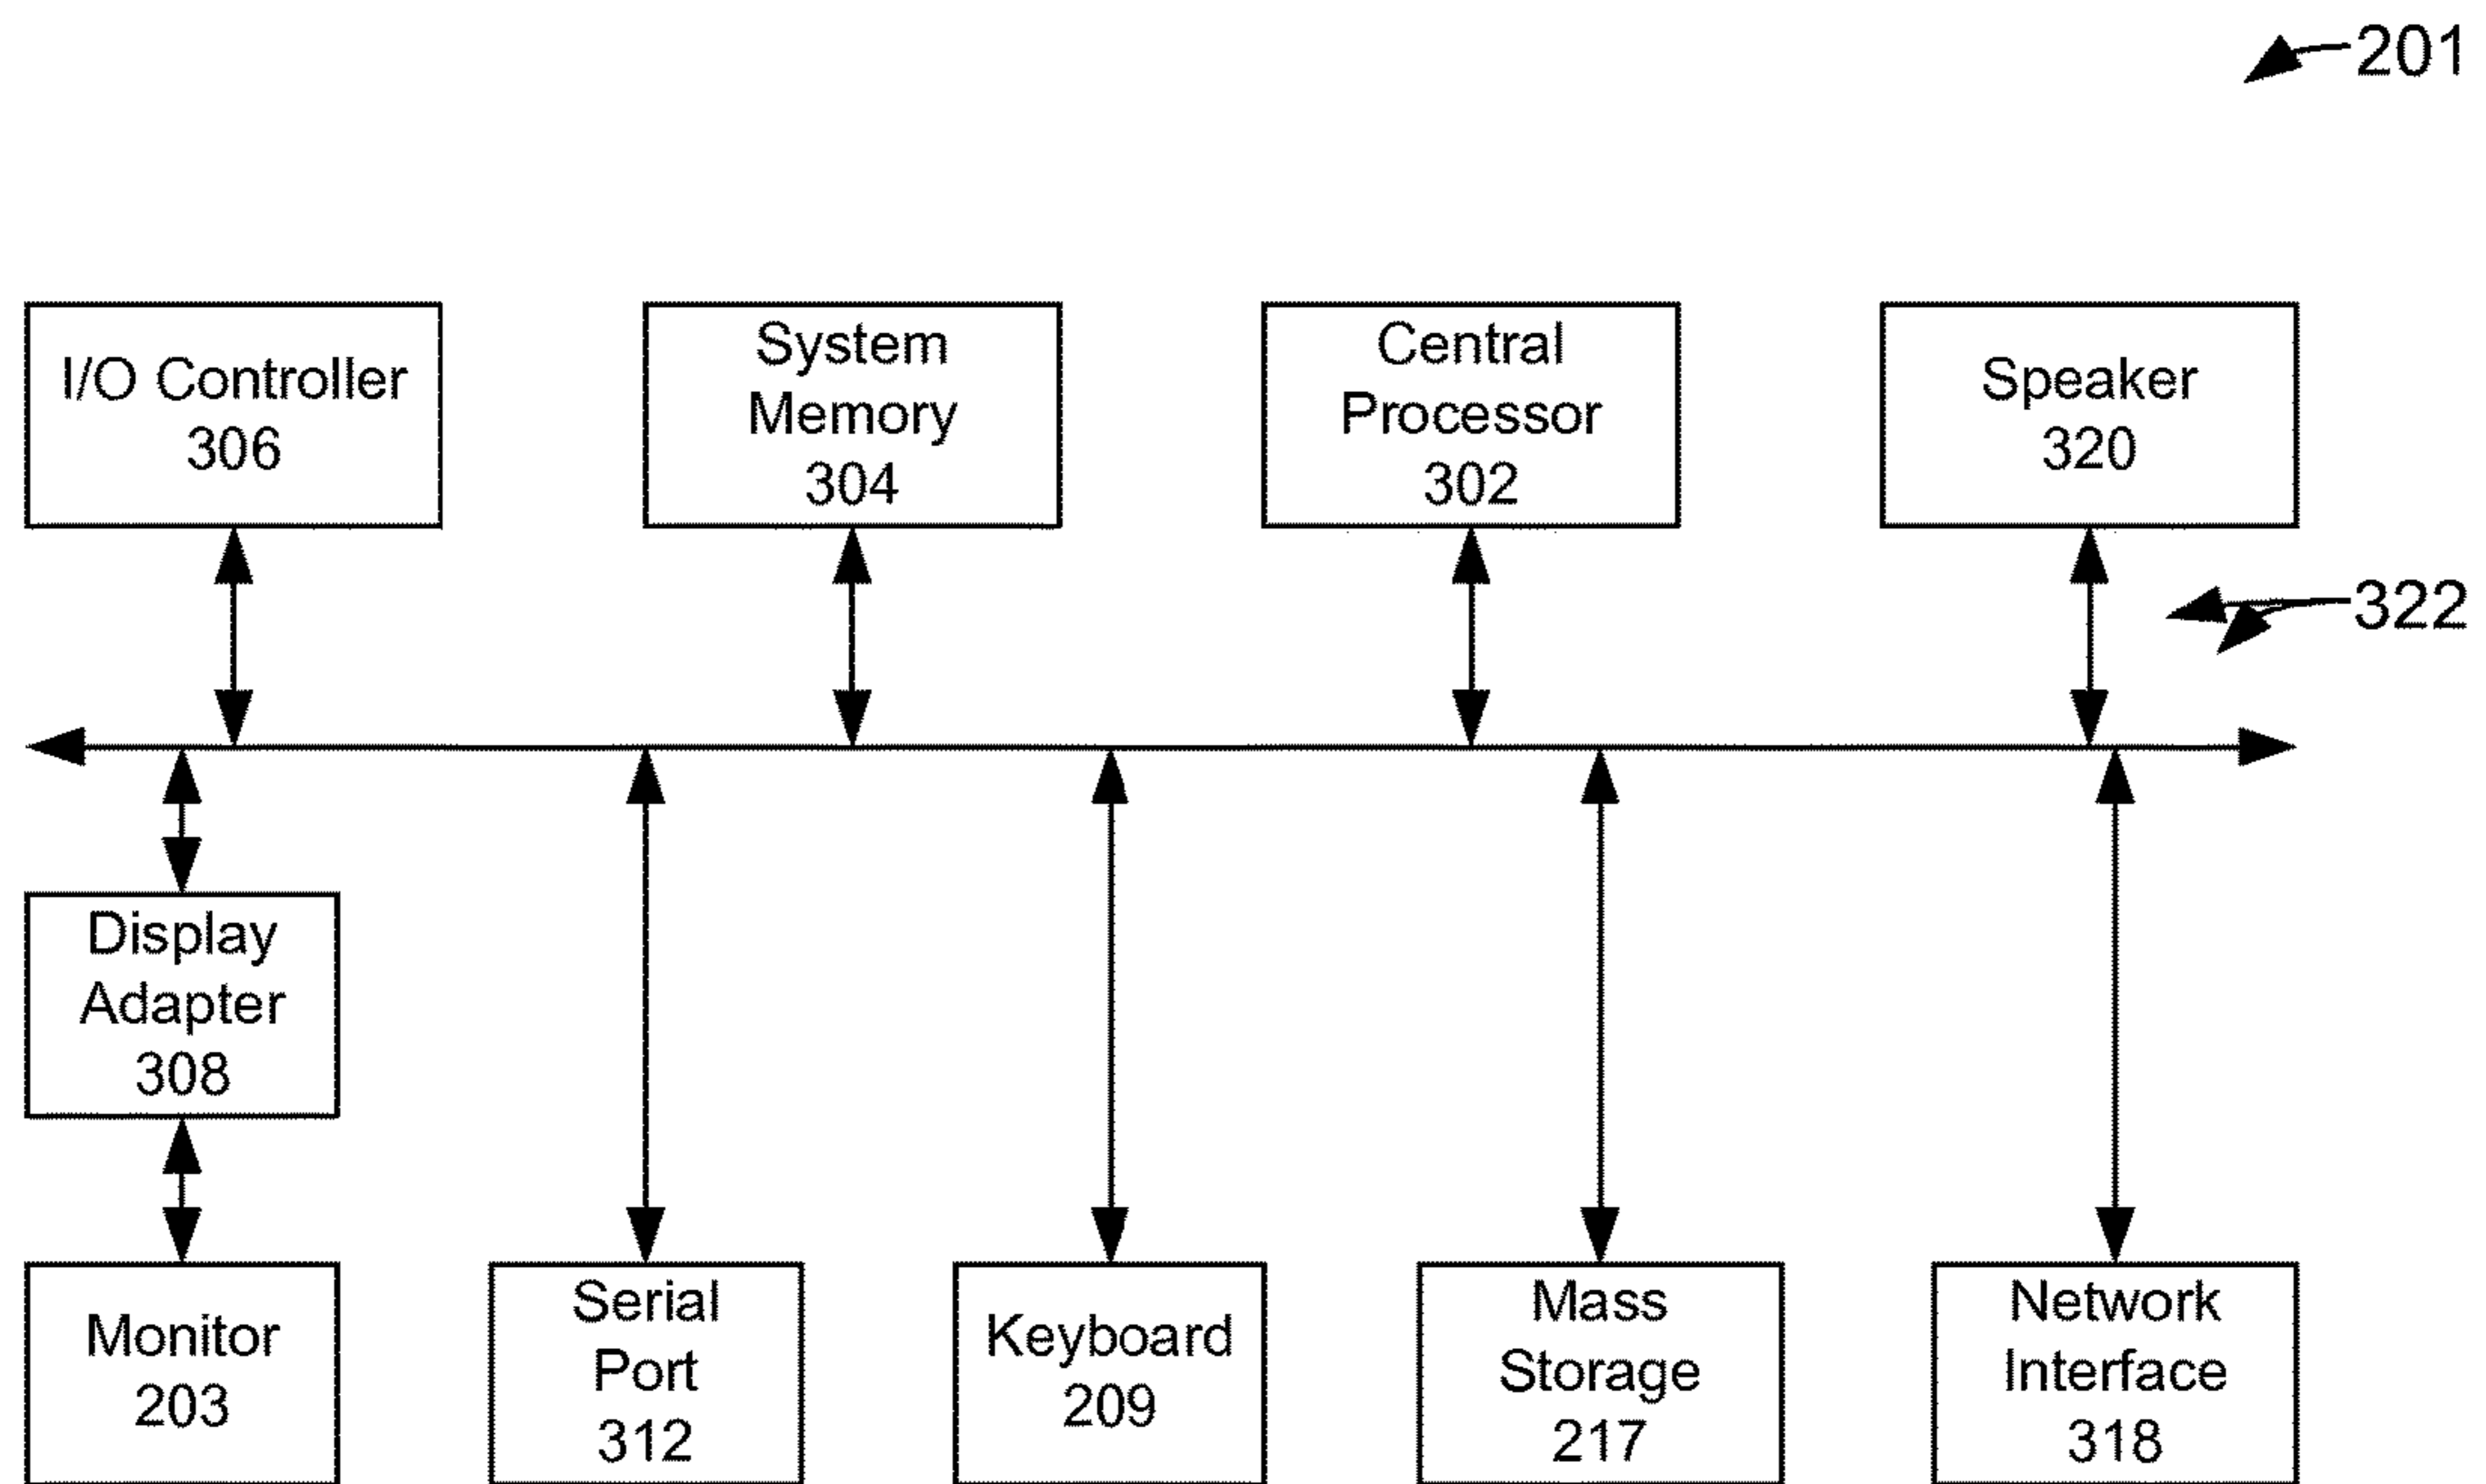 201
I/O Controller
306
System
Memory
304
Central
Processor
302
Speaker
320
322
Display
Adapter
308
Monitor
203
Serial
Port
312
Keyboard
209
Mass
Storage
217
Network
Interface
318